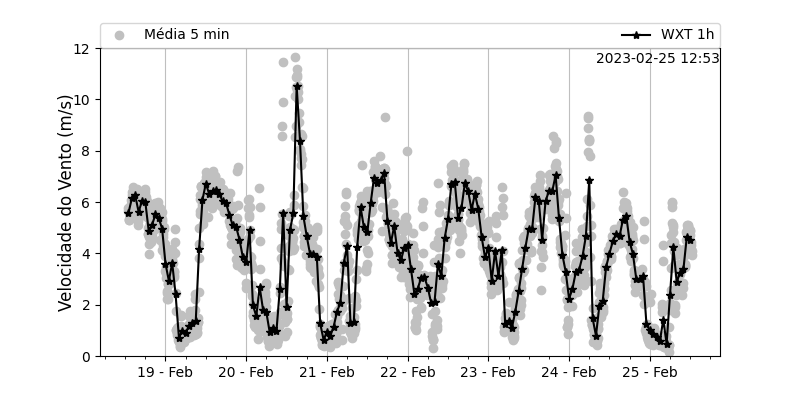 Média 5 min
WXT 1h
2023-02-25 12:53
Velocidade do Vento (m/s)
12
10
8
6
4
2
0
19 - Feb
20 - Feb
21 - Feb
22 - Feb
23 - Feb
24 - Feb
25 - Feb